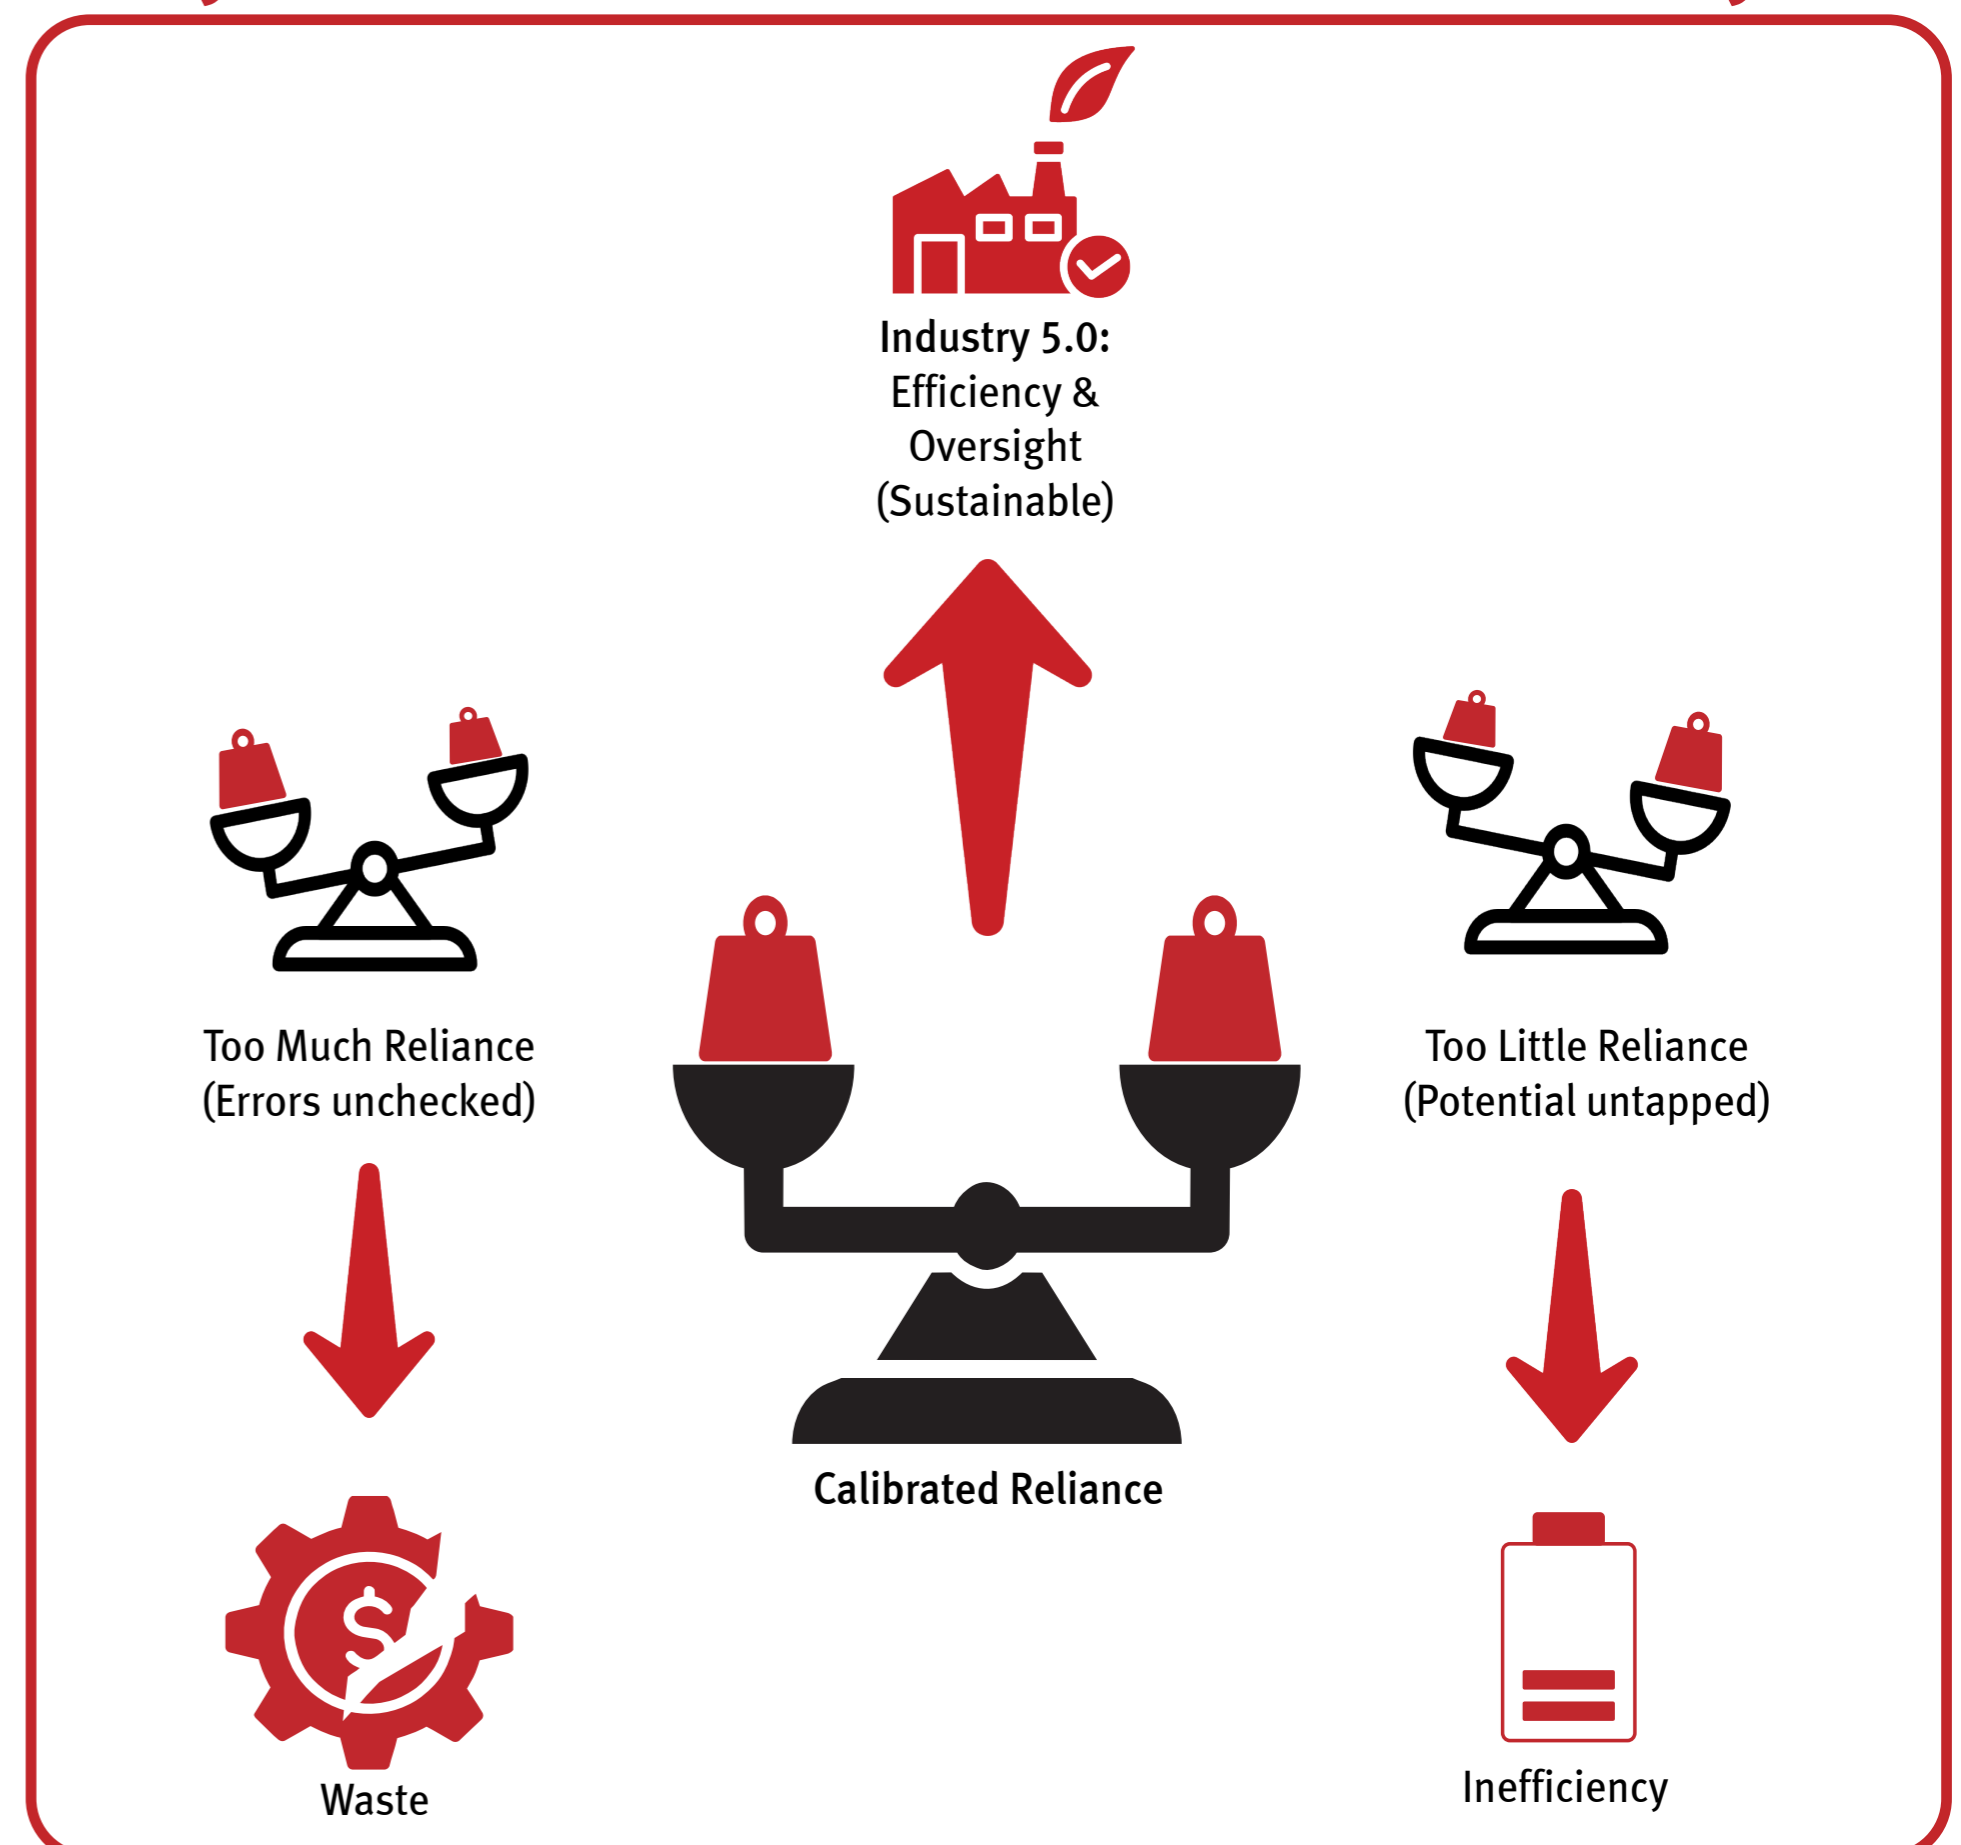 Industry 5.0:
Efficiency &
Oversight
(Sustainable)
Too Much Reliance
(Errors unchecked)
Too Little Reliance
(Potential untapped)
Calibrated Reliance
$
Waste
Inefficiency